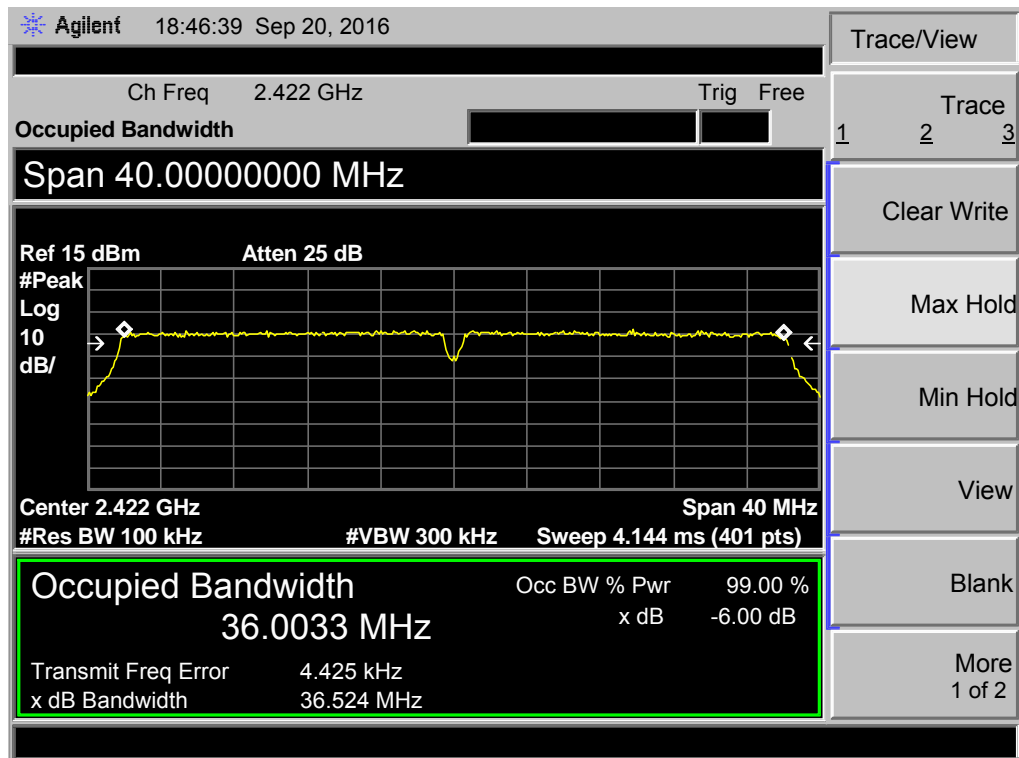 Agilent 18:46:39 Sep 20, 2016
Trace/View
Ch Freq 2.422 GHz Trig Free
Occupied Bandwidth
Trace
1 2 3
Span 40.00000000 MHz
Clear Write
Ref 15 dBm Atten 25 dB
#Peak
Log
10
dB/
Max Hold
Min Hold
View
Center 2.422 GHz Span 40 MHz
#Res BW 100 kHz #VBW 300 kHz Sweep 4.144 ms (401 pts)
Occupied Bandwidth Occ BW % Pwr 99.00 %
36.0033 MHz x dB -6.00 dB
Blank
Transmit Freq Error 4.425 kHz
x dB Bandwidth 36.524 MHz
More
1 of 2